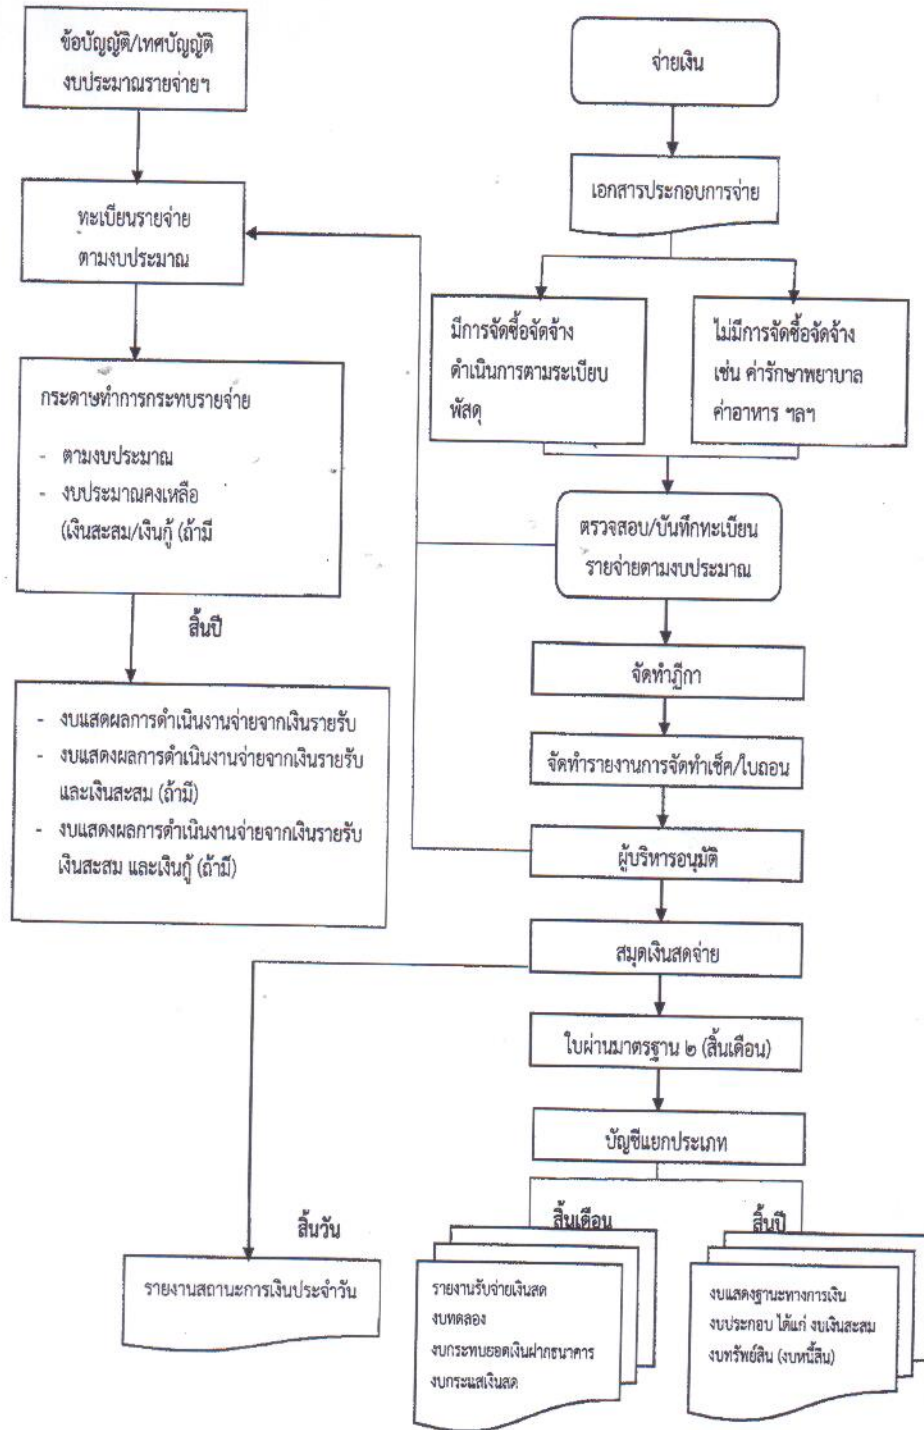 ข้อบัญญัติ/เทศบัญญัติ
งบประมาณรายจ่ายฯ
ทะเบียนรายจ่าย
ตามงบประมาณ
กระดาษทำการกระทบรายจ่าย
- ตามงบประมาณ
- งบประมาณคงเหลือ
(เงินสะสม/เงินกู้ (ถ้ามี
สิ้นปี
- งบแสดผลการดำเนินงานจ่ายจากเงินรายรับ
- งบแสดงผลการดำเนินงานจ่ายจากเงินรายรับ
และเงินสะสม (ถ้ามี)
- งบแสดงผลการดำเนินงานจ่ายจากเงินรายรับ
เงินสะสม และเงินกู้ (ถ้ามี)
จ่ายเงิน
เอกสารประกอบการจ่าย
มีการจัดซื้อจัดจ้าง
ดำเนินการตามระเบียบ
พัสดุ
ไม่มีการจัดซื้อจัดจ้าง
เช่น ค่ารักษาพยาบาล
ค่าอาหาร ฯลฯ
ตรวจสอบ/บันทึกทะเบียน
รายจ่ายตามงบประมาณ
จัดทำฎีกา
จัดทำรายงานการจัดทำเช็ค/ใบถอน
ผู้บริหารอนุมัติ
สมุดเงินสดจ่าย
ใบผ่านมาตรฐาน ๒ (สิ้นเดือน)
บัญชีแยกประเภท
สิ้นวัน
รายงานสถานะการเงินประจำวัน
สิ้นเดือน
รายงานรับจ่ายเงินสด
งบทดลอง
งบกระทบยอดเงินฝากธนาคาร
งบกระแสเงินสด
สิ้นปี
งบแสดงฐานะทางการเงิน
งบประกอบ ได้แก่ งบเงินสะสม
งบทรัพย์สิน (งบหนี้สิน)